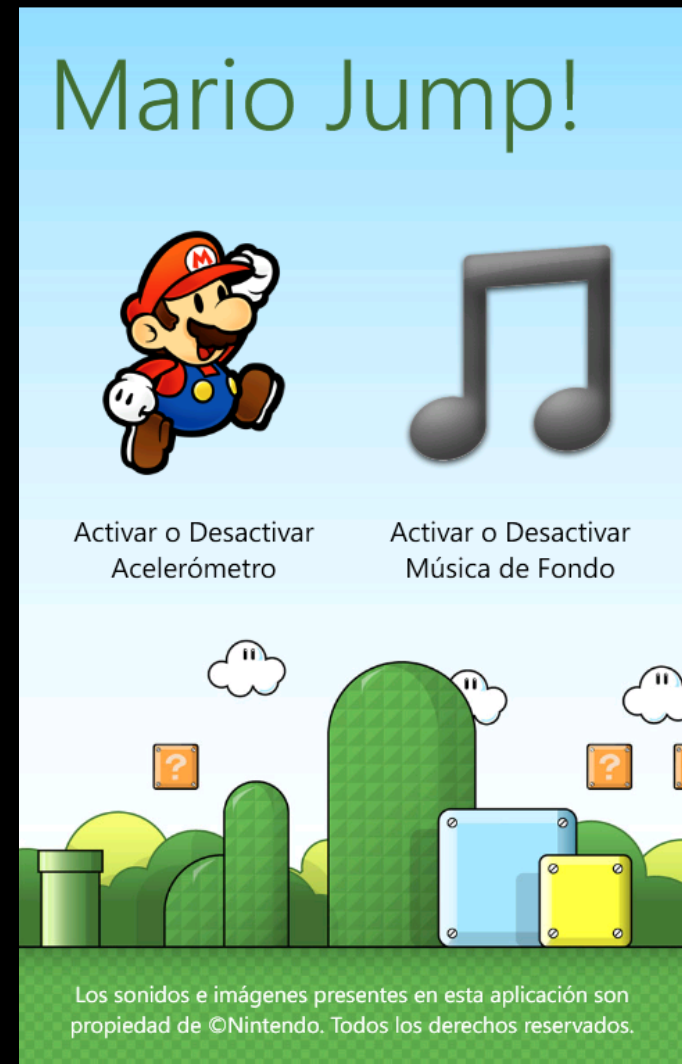 Mario Jump!
M
Activar o Desactivar
Acelerómetro
Activar o Desactivar
Música de Fondo
?
?
Los sonidos e imágenes presentes en esta aplicación son
propiedad de ©Nintendo. Todos los derechos reservados.